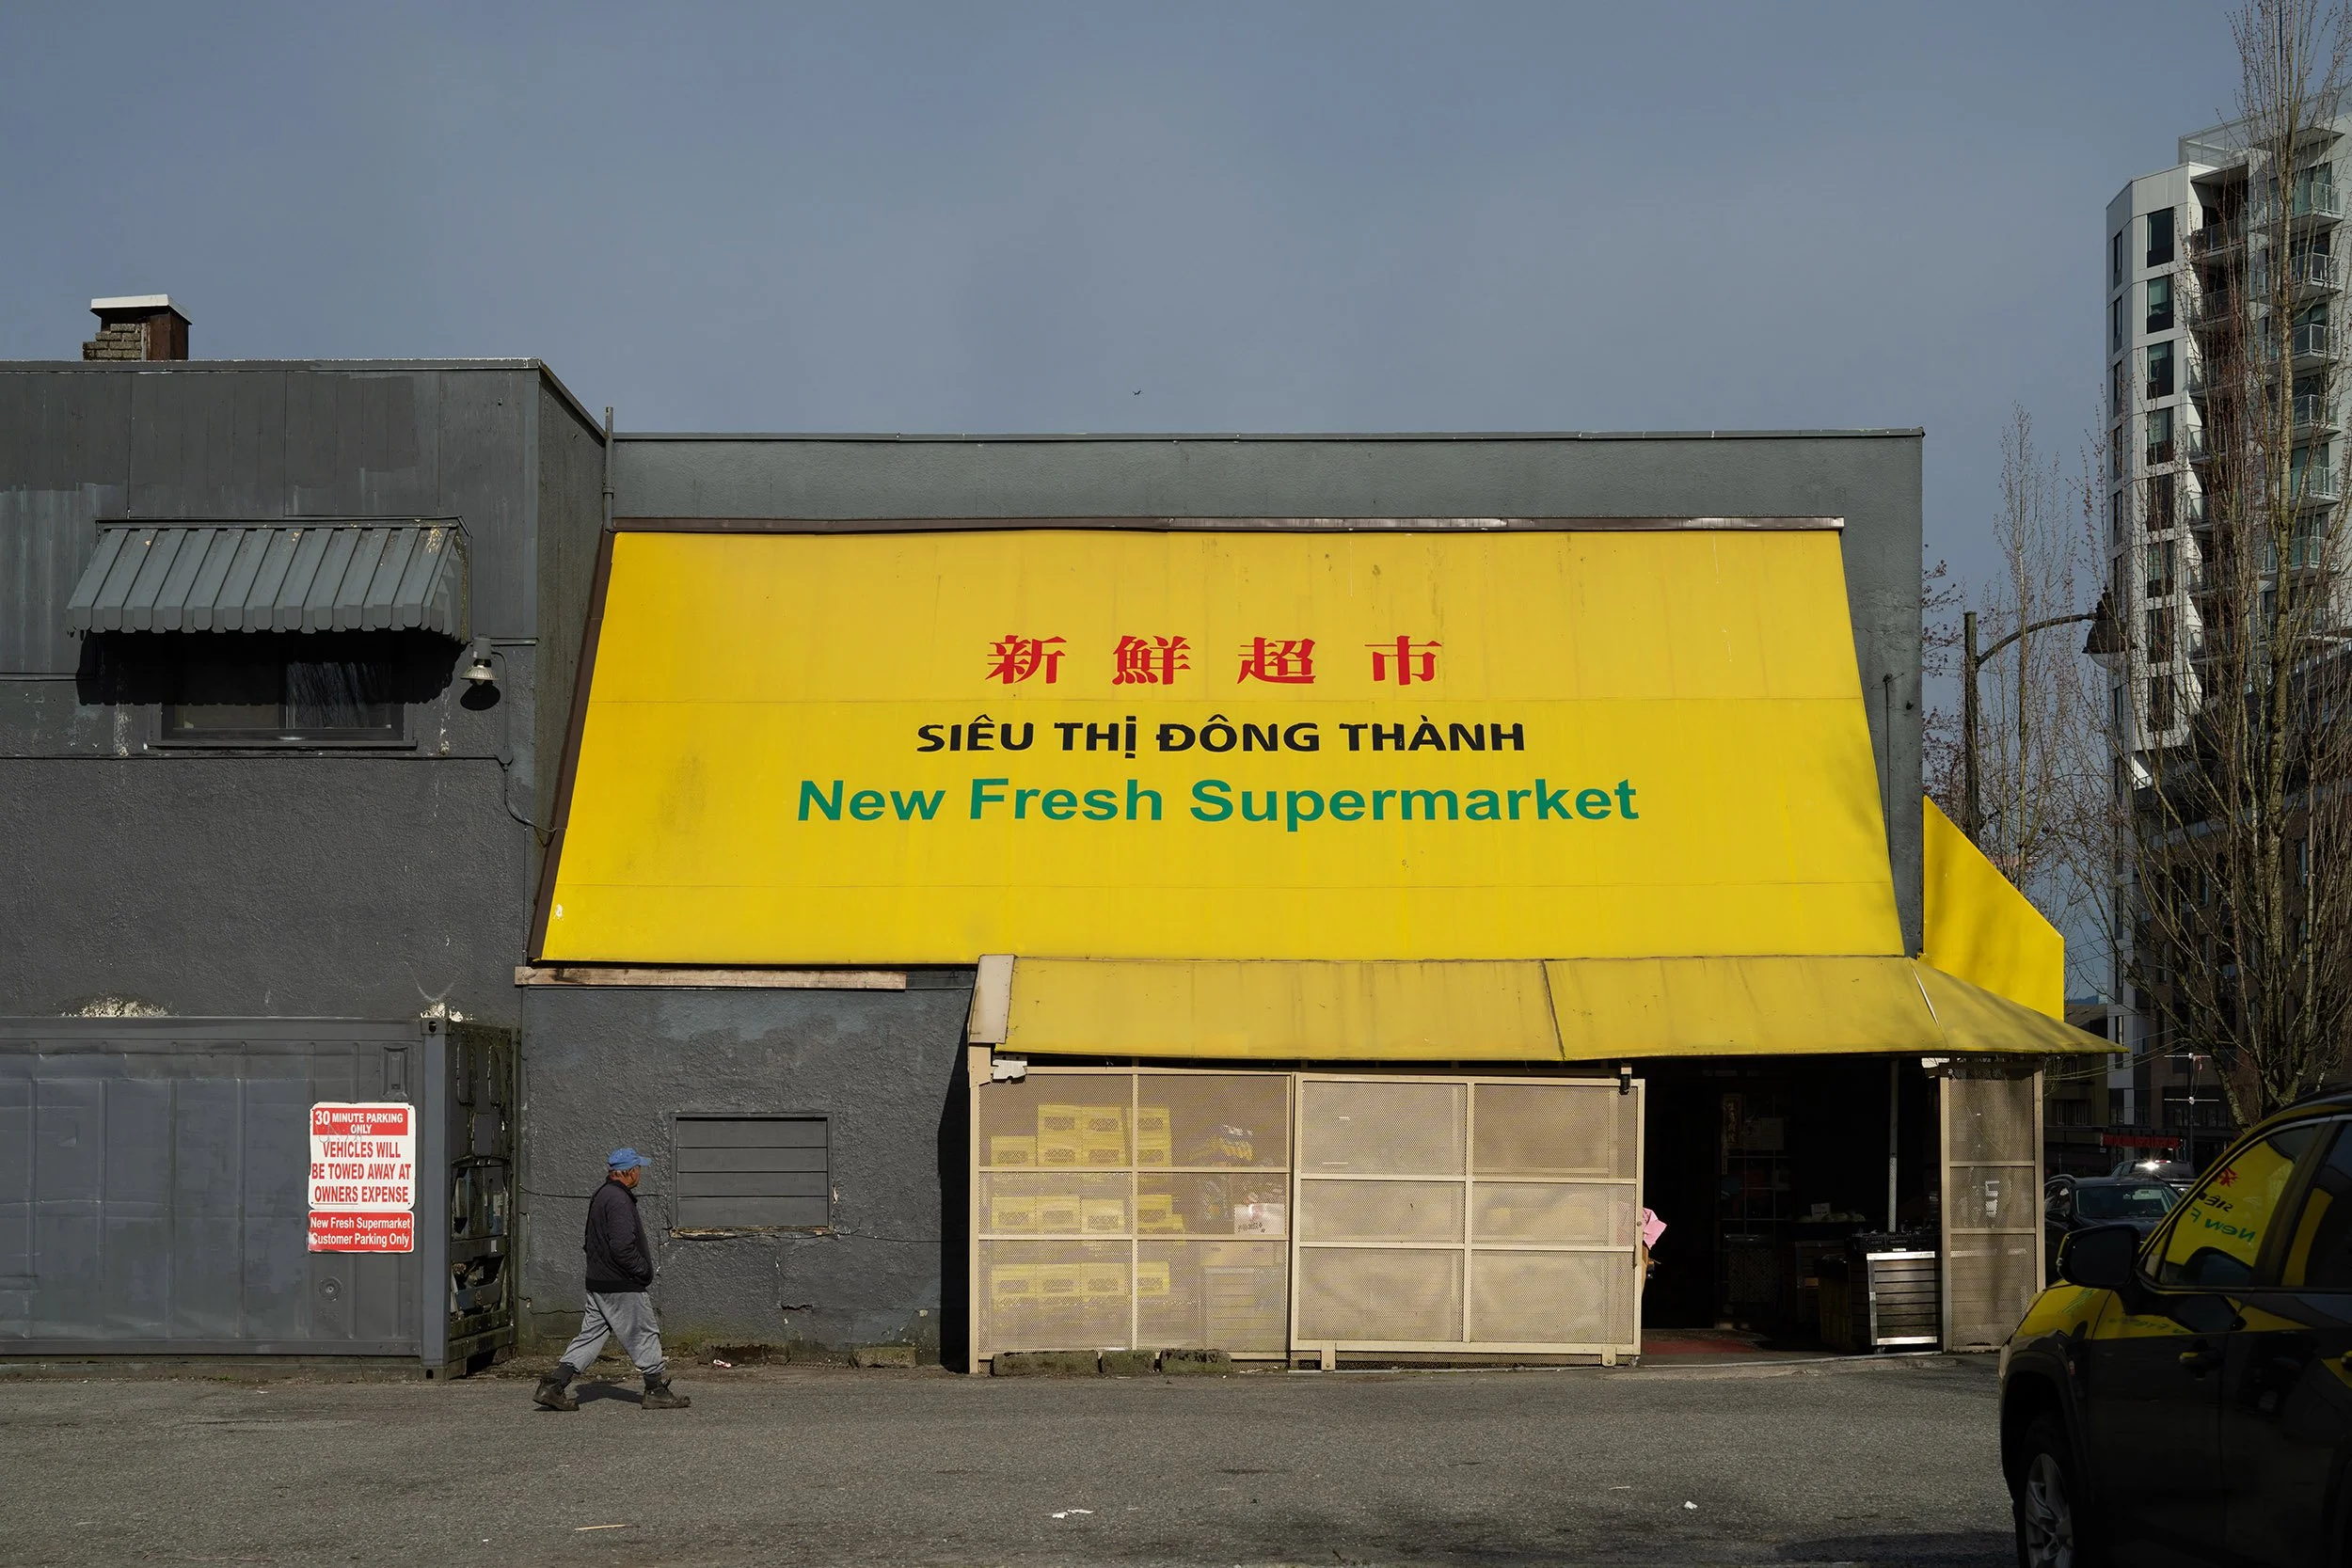 新鮮超市
SIÊU THỊ ĐÔNG THÀNH
New Fresh Supermarket
30 MINUTE PARKING
ONLY
VEHICLES WILL
BE TOWED AWAY AT
OWNERS EXPENSE
New Fresh Supermarket
Customer Parking Only